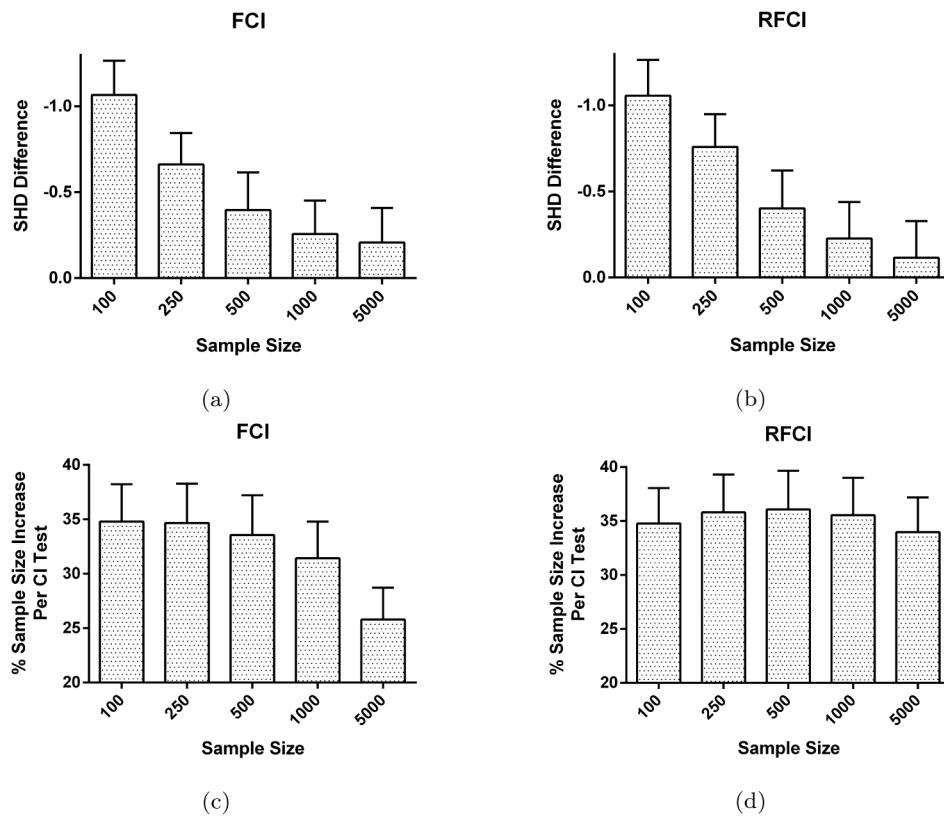 FCI
SHD Difference
-1.0
-0.5
0.0
100 250 500 1000 5000
Sample Size
(a)
RFCI
SHD Difference
-1.0
-0.5
0.0
100 250 500 1000 5000
Sample Size
(b)
FCI
% Sample Size Increase
Per CI Test
40
35
30
25
20
100 250 500 1000 5000
Sample Size
(c)
RFCI
% Sample Size Increase
Per CI Test
40
35
30
25
20
100 250 500 1000 5000
Sample Size
(d)